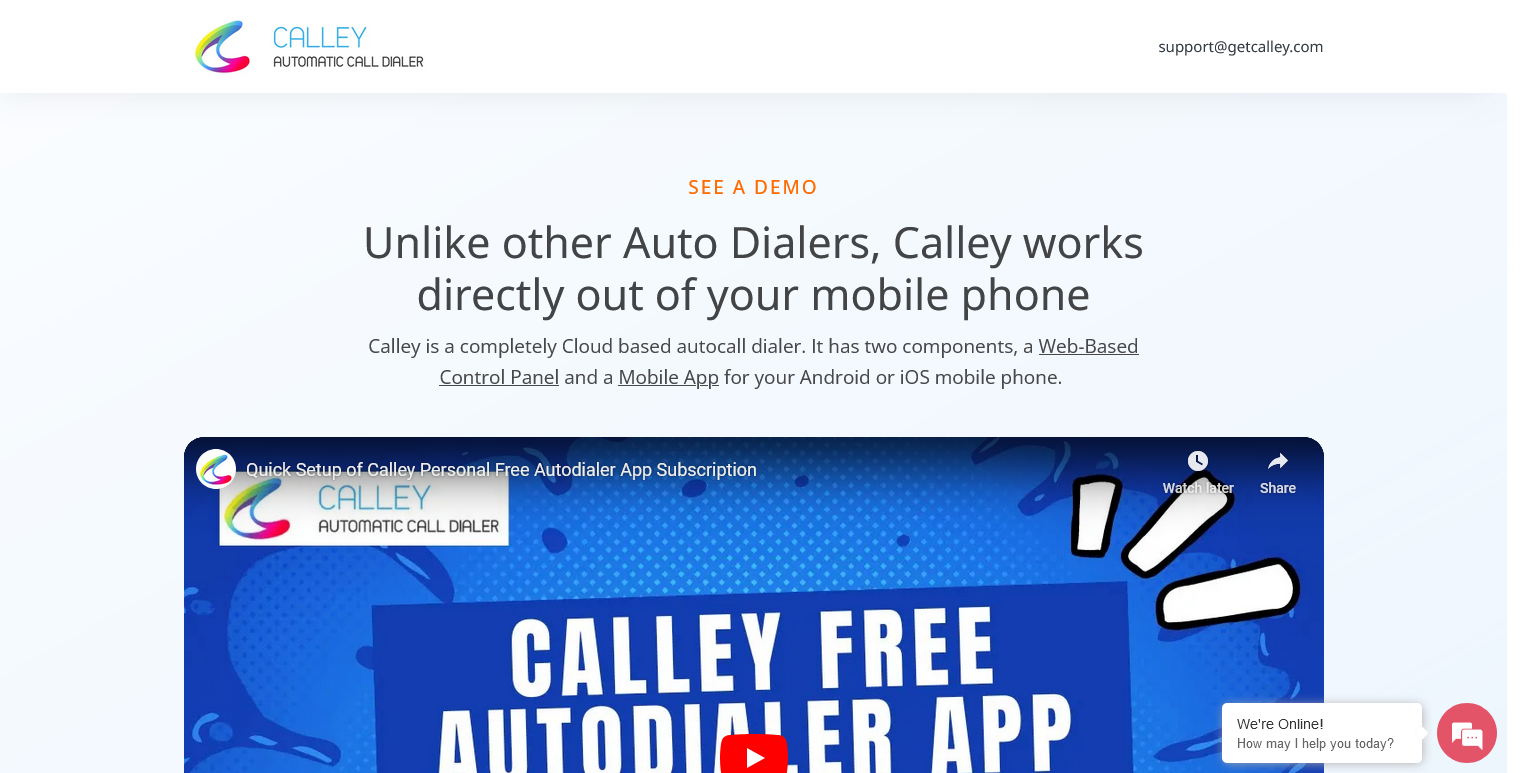 CALLEY
AUTOMATIC CALL DIALER
support@getcalley.com
SEE A DEMO
Unlike other Auto Dialers, Calley works
directly out of your mobile phone
Calley is a completely Cloud based autocall dialer. It has two components, a Web-Based
Control Panel and a Mobile App for your Android or iOS mobile phone.
Quick Setup of Calley Personal Free Autodialer App Subscription
Watch later
Share
CALLEY
AUTOMATIC CALL DIALER
CALLEY FREE
AUTODIALER APP
We're Online!
How may I help you today?